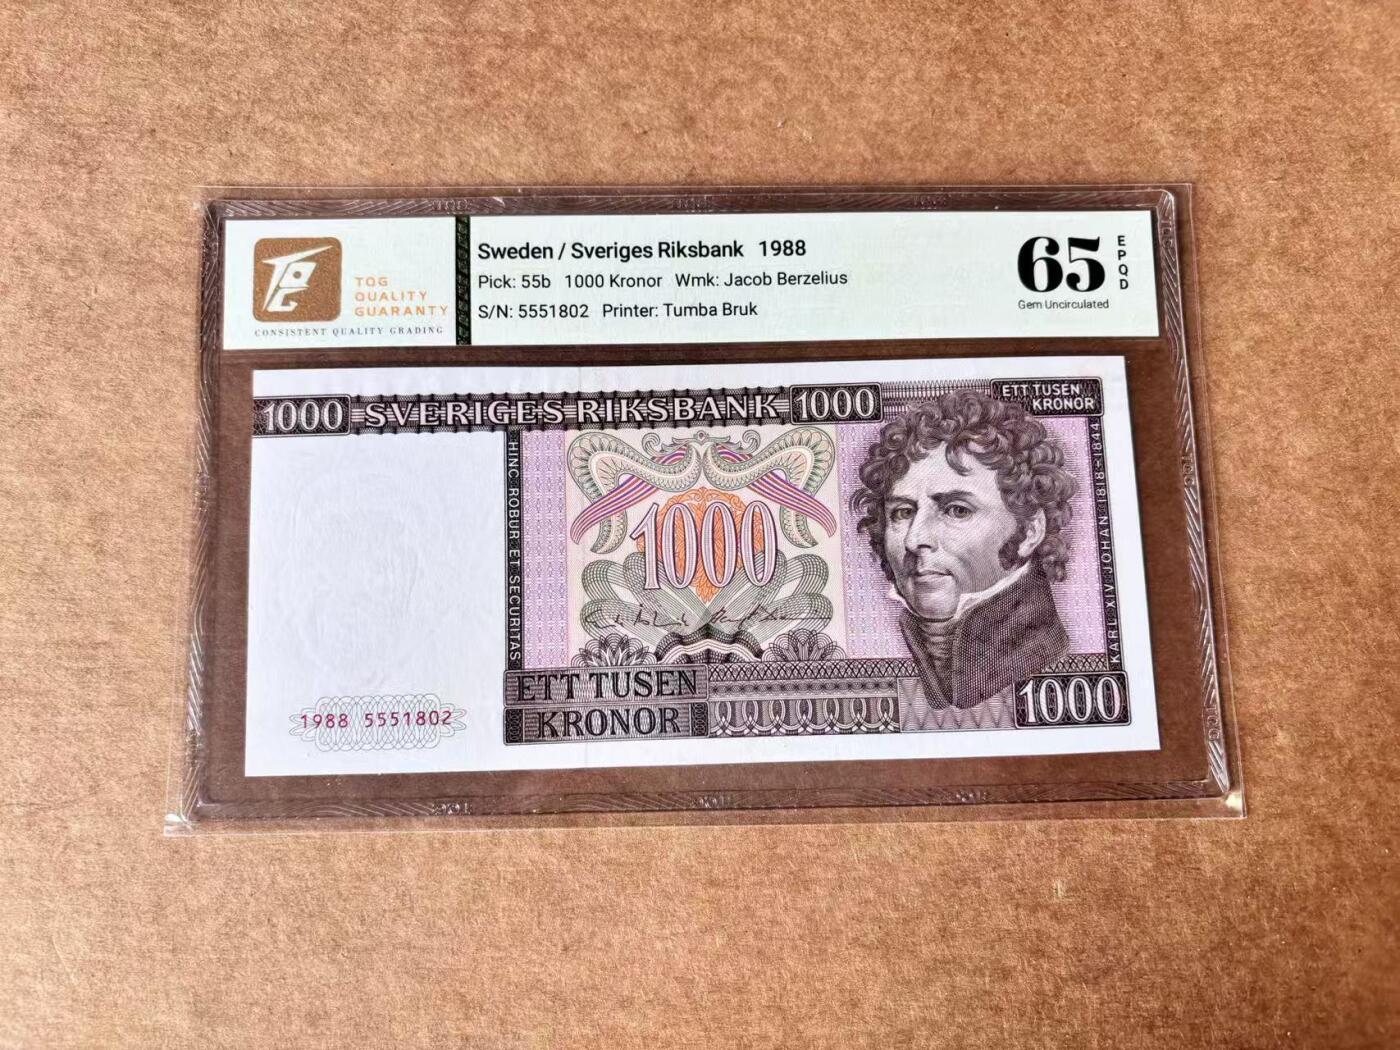 TQG
QUALITY
GUARANTY
CONSISTENT QUALITY GRADING
Sweden / Sveriges Riksbank 1988
Pick: 55b 1000 Kronor Wmk: Jacob Berzelius
S/N: 5551802 Printer: Tumba Bruk
65
EPQD
Gem Uncirculated
1000 SVERIGES RIKSBANK 1000
ETT TUSEN
KRONOR
HINC ROBUR ET SECURITAS
1000
KARL XIV JOHAN 1818-1844
1988 5551802
ETT TUSEN
KRONOR
1000